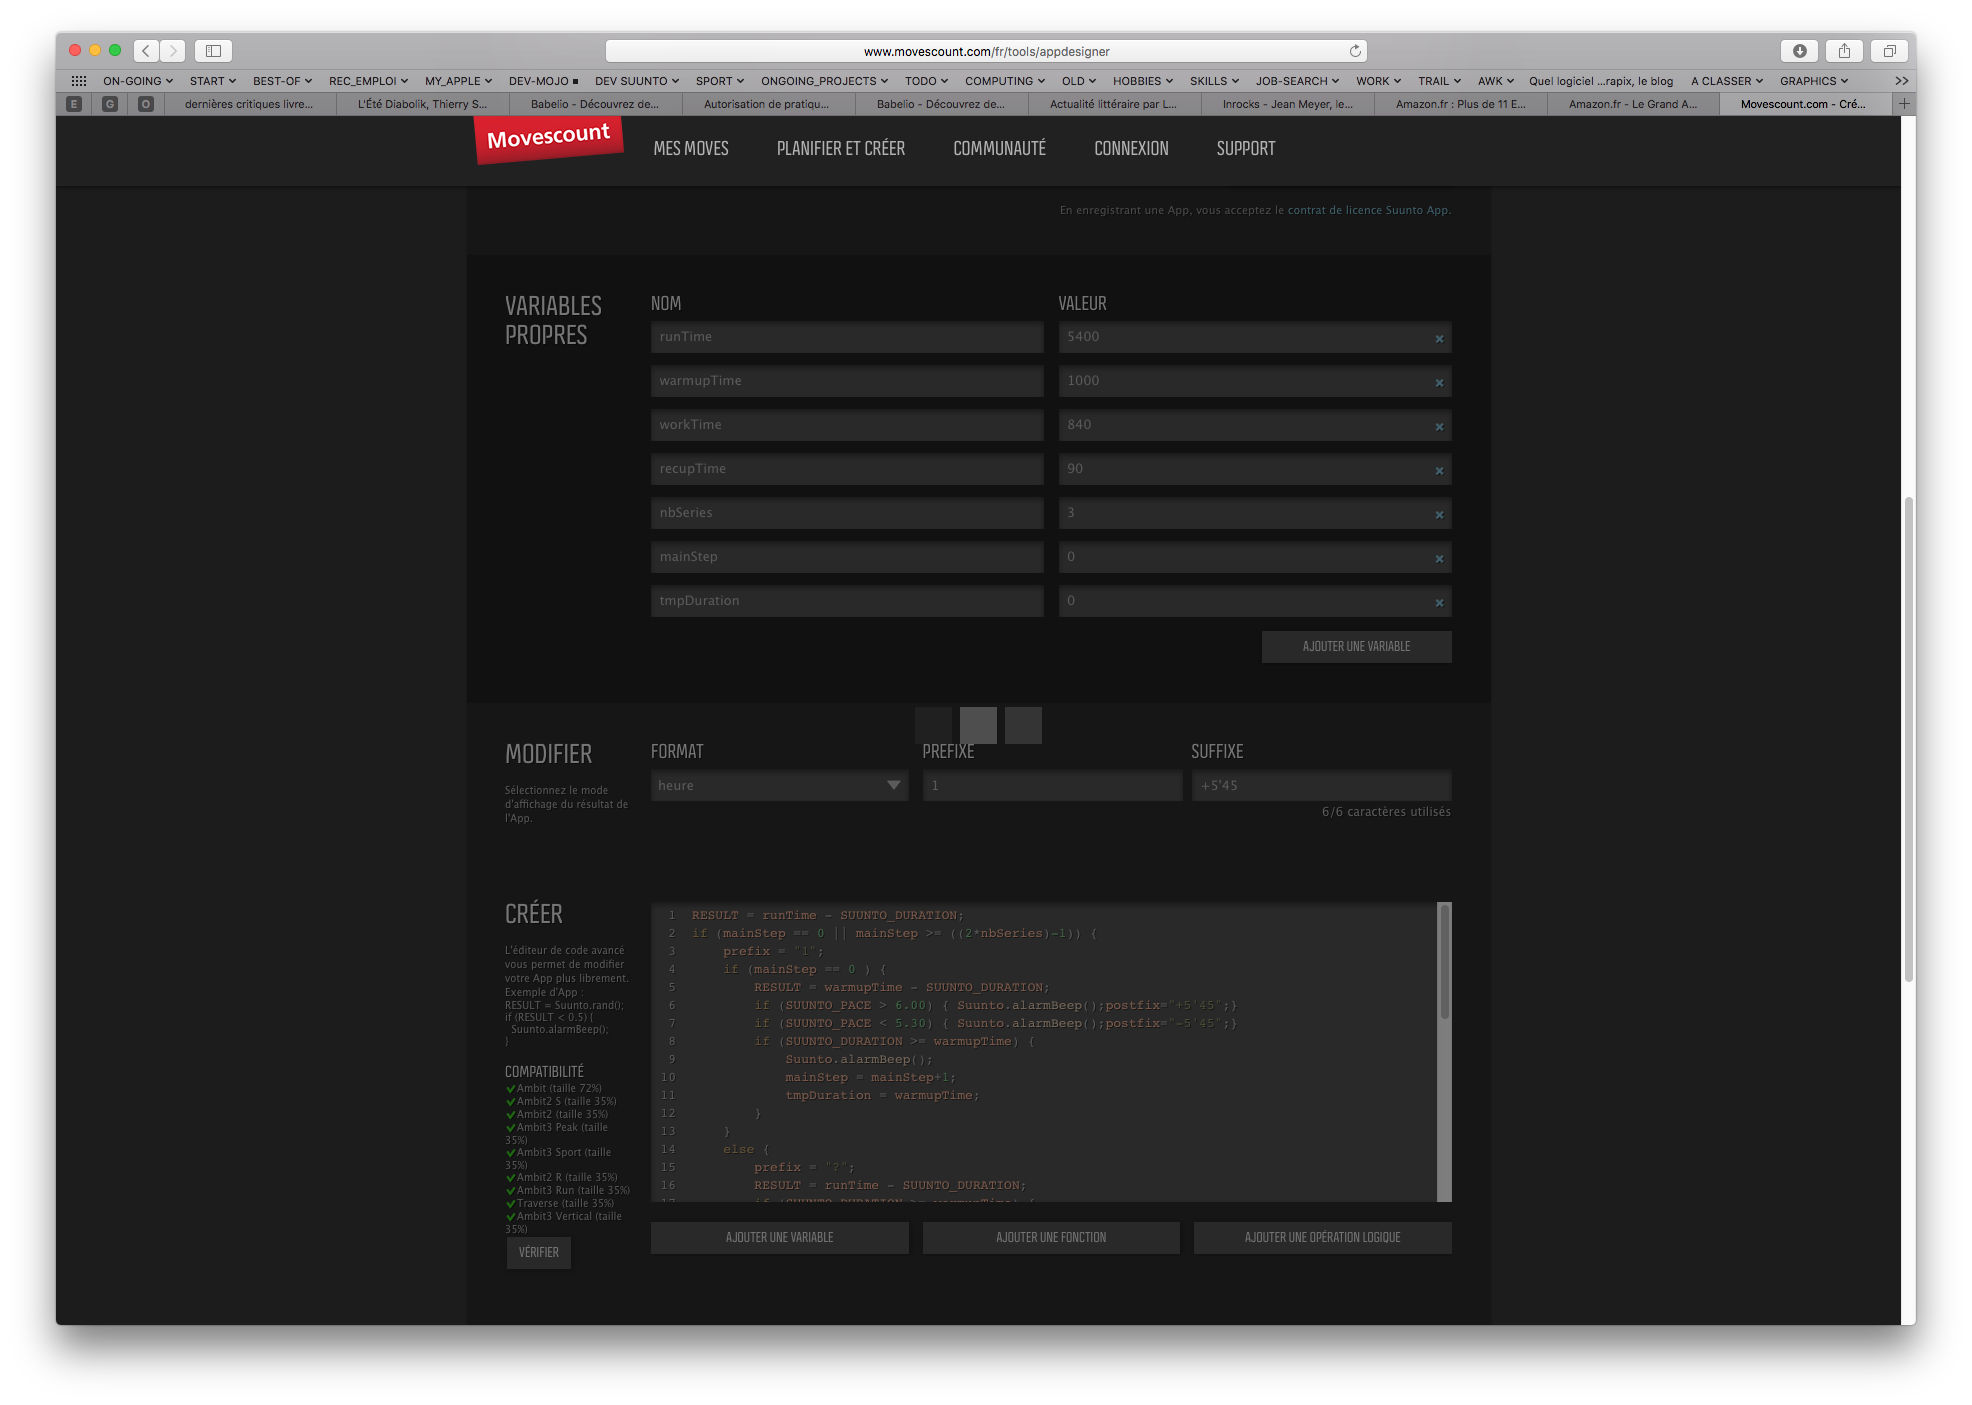 www.movescount.com/fr/tools/appdesigner
ON-GOING START BEST-OF REC_EMPLOI MY_APPLE DEV-MOJO DEV SUUNTO SPORT ONGOING_PROJECTS TODO COMPUTING OLD HOBBIES SKILLS JOB-SEARCH WORK TRAIL AWK Quel logiciel ...rapix, le blog A CLASSER GRAPHICS >>
E G O dernières critiques livre... L'Été Diabolik, Thierry S... Babelio - Découvrez de... Autorisation de pratiqu... Babelio - Découvrez de... Actualité littéraire par L... Inrocks - Jean Meyer, le... Amazon.fr : Plus de 11 E... Amazon.fr - Le Grand A... Movescount.com - Cré... +
Movescount MES MOVES PLANIFIER ET CRÉER COMMUNAUTÉ CONNEXION SUPPORT
En enregistrant une App, vous acceptez le contrat de licence Suunto App.
VARIABLES PROPRES
NOM VALEUR
runTime 5400 ×
warmupTime 1000 ×
workTime 840 ×
recupTime 90 ×
nbSeries 3 ×
mainStep 0 ×
tmpDuration 0 ×
AJOUTER UNE VARIABLE
MODIFIER
Sélectionnez le mode
d'affichage du résultat de
l'App.
FORMAT PREFIXE SUFFIXE
heure 1 +5'45
6/6 caractères utilisés
CRÉER
L'éditeur de code avancé
vous permet de modifier
votre App plus librement.
Exemple d'App :
RESULT = Suunto.rand();
if (RESULT < 0.5) {
Suunto.alarmBeep();
}
COMPATIBILITÉ
Ambit (taille 72%)
Ambit2 S (taille 35%)
Ambit2 (taille 35%)
Ambit3 Peak (taille
35%)
Ambit3 Sport (taille
35%)
Ambit2 R (taille 35%)
Ambit3 Run (taille 35%)
Traverse (taille 35%)
Ambit3 Vertical (taille
35%)
VÉRIFIER
1 RESULT = runTime - SUUNTO_DURATION;
2 if (mainStep == 0 || mainStep >= ((2*nbSeries)-1)) {
3 prefix = "1";
4 if (mainStep == 0 ) {
5 RESULT = warmupTime - SUUNTO_DURATION;
6 if (SUUNTO_PACE > 6.00) { Suunto.alarmBeep();postfix="+5'45";}
7 if (SUUNTO_PACE < 5.30) { Suunto.alarmBeep();postfix="-5'45";}
8 if (SUUNTO_DURATION >= warmupTime) {
9 Suunto.alarmBeep();
10 mainStep = mainStep+1;
11 tmpDuration = warmupTime;
12 }
13 }
14 else {
15 prefix = "?";
16 RESULT = runTime - SUUNTO_DURATION;
17 if (SUUNTO_DURATION >= warmupTime) {
AJOUTER UNE VARIABLE AJOUTER UNE FONCTION AJOUTER UNE OPÉRATION LOGIQUE